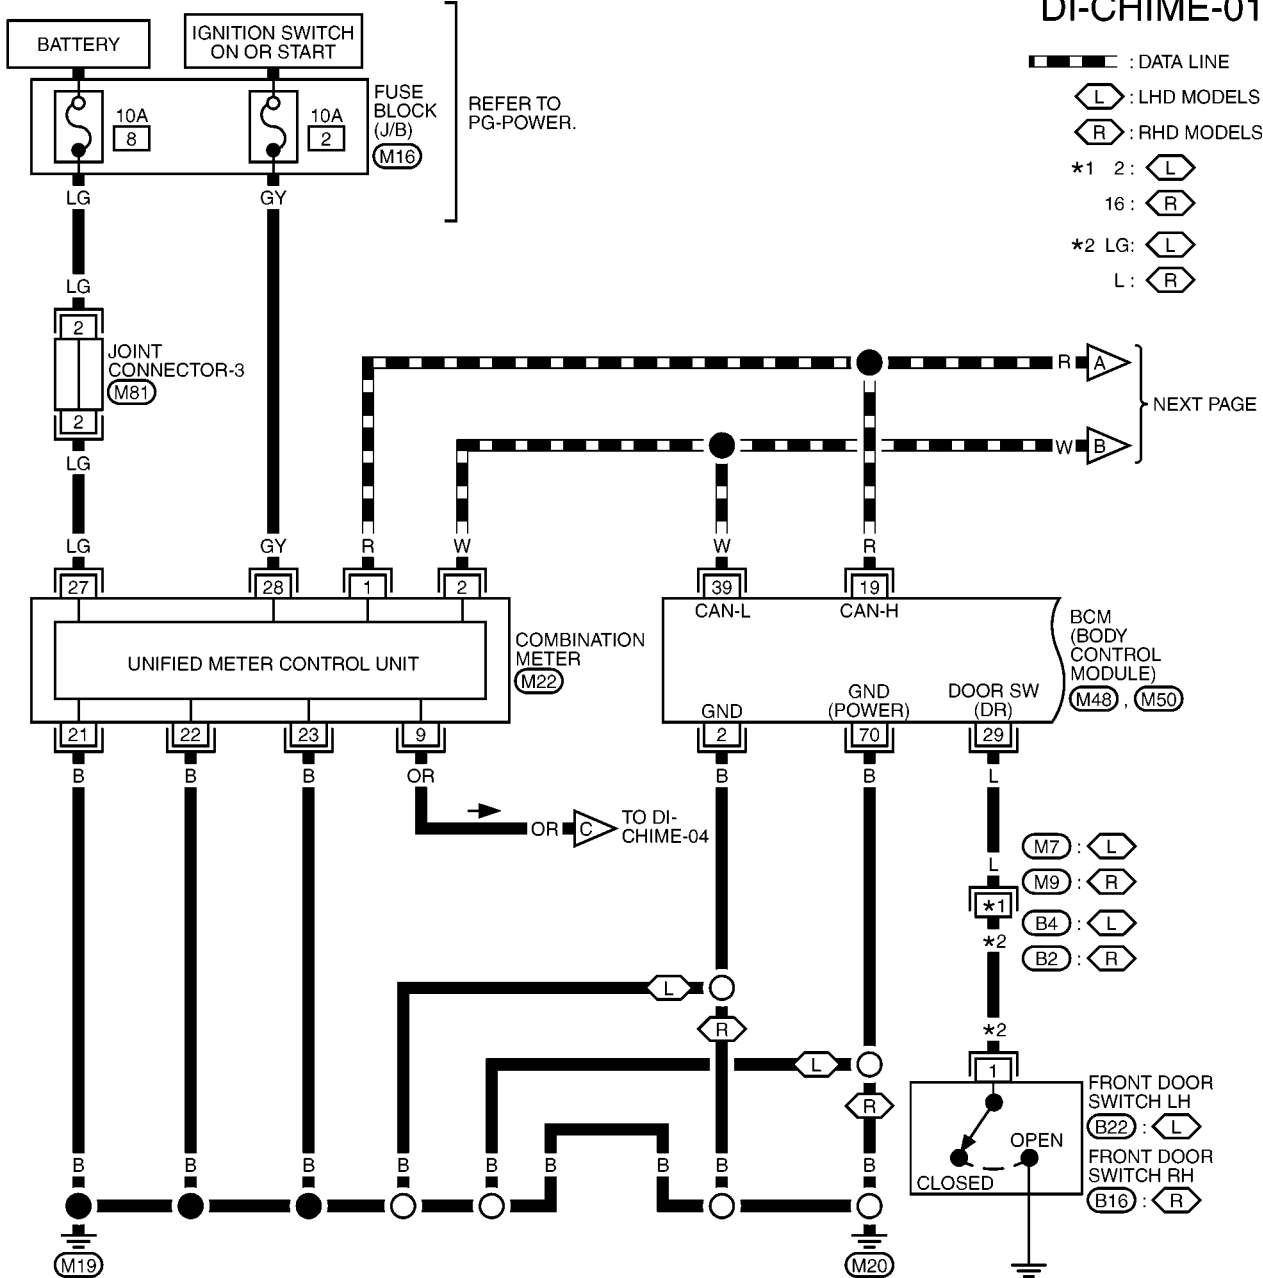 DI-CHIME-01
BATTERY
IGNITION SWITCH
ON OR START
: DATA LINE
L : LHD MODELS
R : RHD MODELS
*1 2 : L
16 : R
*2 LG: L
L : R
10A
8
10A
2
FUSE
BLOCK
(J/B)
M16
REFER TO
PG-POWER.
LG
GY
LG
2
JOINT
CONNECTOR-3
M81
2
LG
R A
W B
NEXT PAGE
LG
GY
R
W
W
R
27
28
1
2
39
19
CAN-L
CAN-H
UNIFIED METER CONTROL UNIT
COMBINATION
METER
M22
BCM
(BODY
CONTROL
MODULE)
M48 , M50
GND
GND
(POWER)
DOOR SW
(DR)
21
22
23
9
2
70
29
B
B
B
OR
B
B
L
OR C
TO DI-
CHIME-04
L
M7 : L
M9 : R
*1
B4 : L
*2
B2 : R
L
R
*2
L
R
1
FRONT DOOR
SWITCH LH
B22 : L
FRONT DOOR
SWITCH RH
B16 : R
OPEN
CLOSED
B
B
B
B
B
B
B
B
B
M19
M20